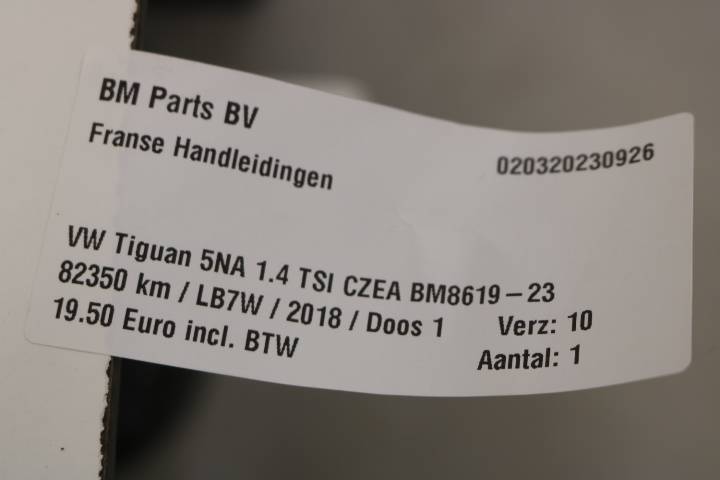 BM Parts BV
Franse Handleidingen
020320230926
VW Tiguan 5NA 1.4 TSI CZEA BM8619-23
82350 km / LB7W / 2018 / Doos 1
Verz: 10
19.50 Euro incl. BTW
Aantal: 1